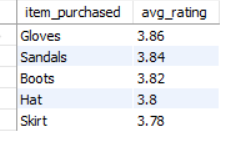 item_purchased avg_rating
Gloves 3.86
Sandals 3.84
Boots 3.82
Hat 3.8
Skirt 3.78